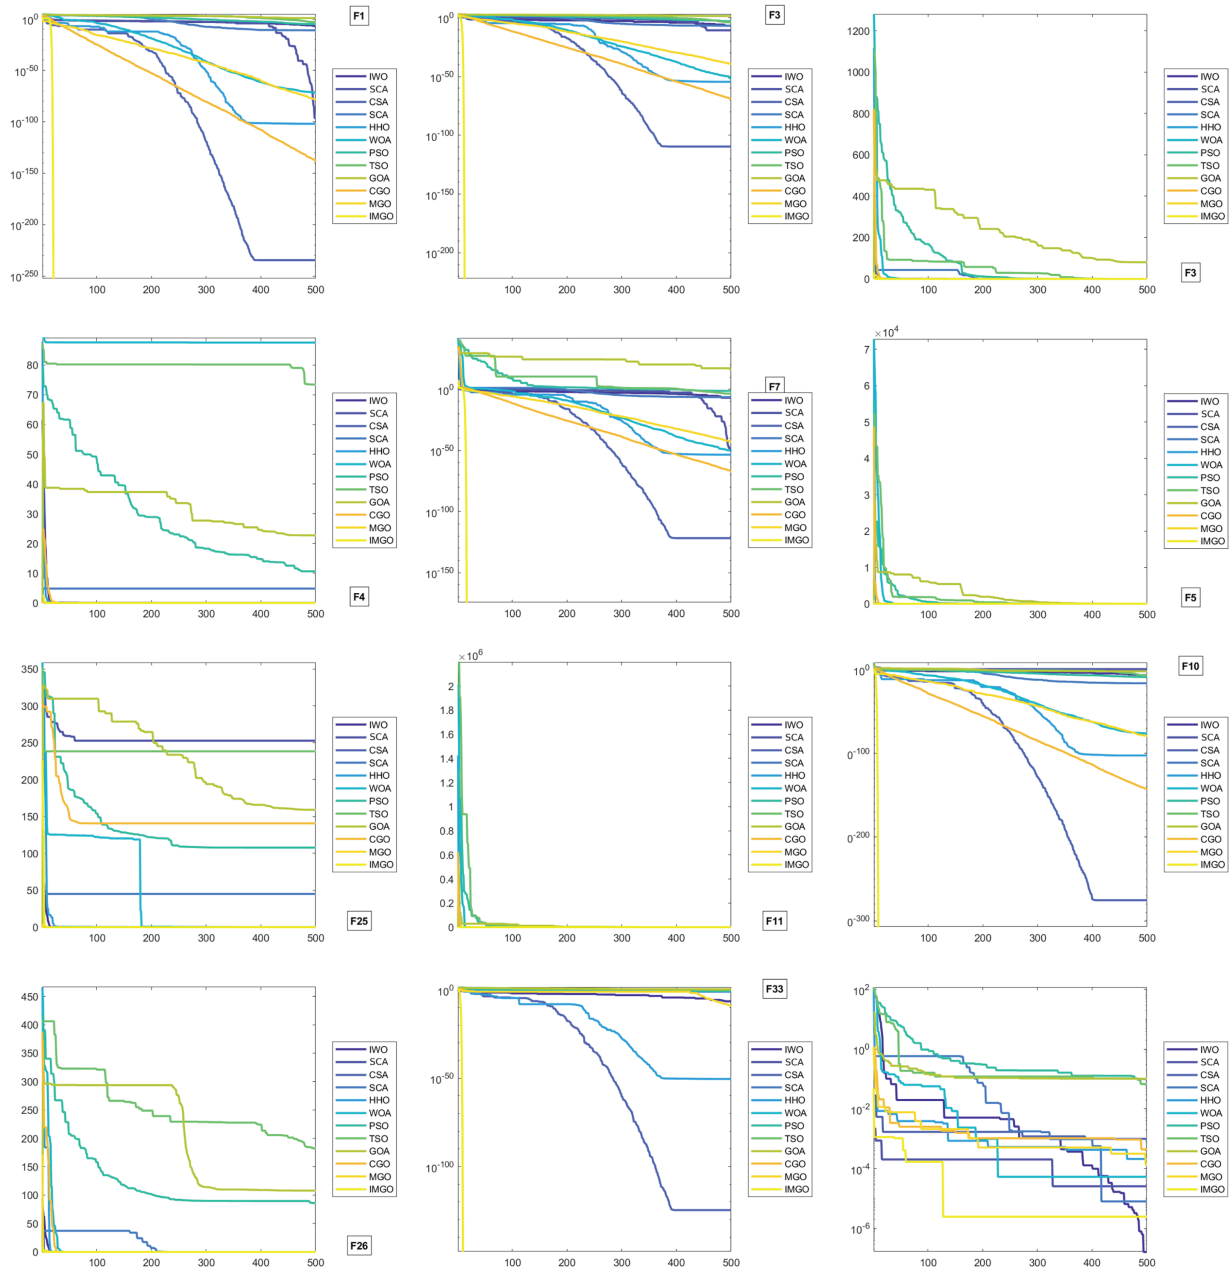 F1
10^0
10^-50
10^-100
10^-150
10^-200
10^-250
100 200 300 400 500
IWO
SCA
CSA
SCA
HHO
WOA
PSO
TSO
GOA
CGO
MGO
IMGO
F3
10^0
10^-50
10^-100
10^-150
10^-200
100 200 300 400 500
IWO
SCA
CSA
SCA
HHO
WOA
PSO
TSO
GOA
CGO
MGO
IMGO
1200
1000
800
600
400
200
0
100 200 300 400 500
IWO
SCA
CSA
SCA
HHO
WOA
PSO
TSO
GOA
CGO
MGO
IMGO
F3
80
70
60
50
40
30
20
10
0
100 200 300 400 500
IWO
SCA
CSA
SCA
HHO
WOA
PSO
TSO
GOA
CGO
MGO
IMGO
F4
F7
10^0
10^-50
10^-100
10^-150
100 200 300 400 500
IWO
SCA
CSA
SCA
HHO
WOA
PSO
TSO
GOA
CGO
MGO
IMGO
× 10^4
7
6
5
4
3
2
1
0
100 200 300 400 500
IWO
SCA
CSA
SCA
HHO
WOA
PSO
TSO
GOA
CGO
MGO
IMGO
F5
350
300
250
200
150
100
50
0
100 200 300 400 500
IWO
SCA
CSA
SCA
HHO
WOA
PSO
TSO
GOA
CGO
MGO
IMGO
F25
×10^6
2
1.8
1.6
1.4
1.2
1
0.8
0.6
0.4
0.2
0
100 200 300 400 500
IWO
SCA
CSA
SCA
HHO
WOA
PSO
TSO
GOA
CGO
MGO
IMGO
F11
F10
10^0
0^-100
0^-200
0^-300
100 200 300 400 500
IWO
SCA
CSA
SCA
HHO
WOA
PSO
TSO
GOA
CGO
MGO
IMGO
450
400
350
300
250
200
150
100
50
0
100 200 300 400 500
IWO
SCA
CSA
SCA
HHO
WOA
PSO
TSO
GOA
CGO
MGO
IMGO
F26
F33
10^0
10^-50
10^-100
100 200 300 400 500
IWO
SCA
CSA
SCA
HHO
WOA
PSO
TSO
GOA
CGO
MGO
IMGO
10^2
10^0
10^-2
10^-4
10^-6
100 200 300 400 500
IWO
SCA
CSA
SCA
HHO
WOA
PSO
TSO
GOA
CGO
MGO
IMGO